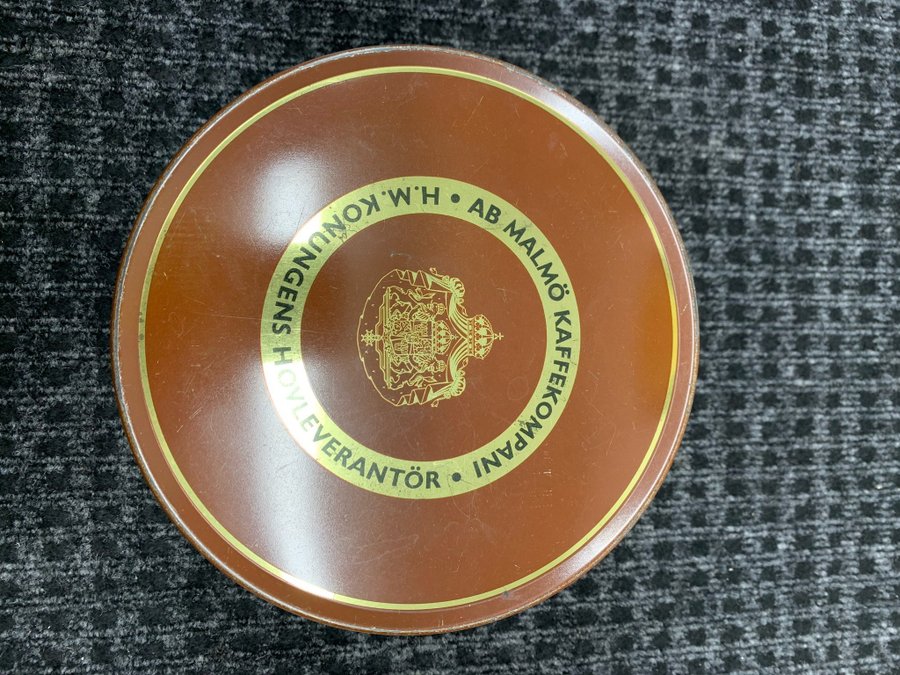 AB MALMÖ KAFFEKOMPANI •
H.M.KONUNGENS HOVLEVERANTÖR •